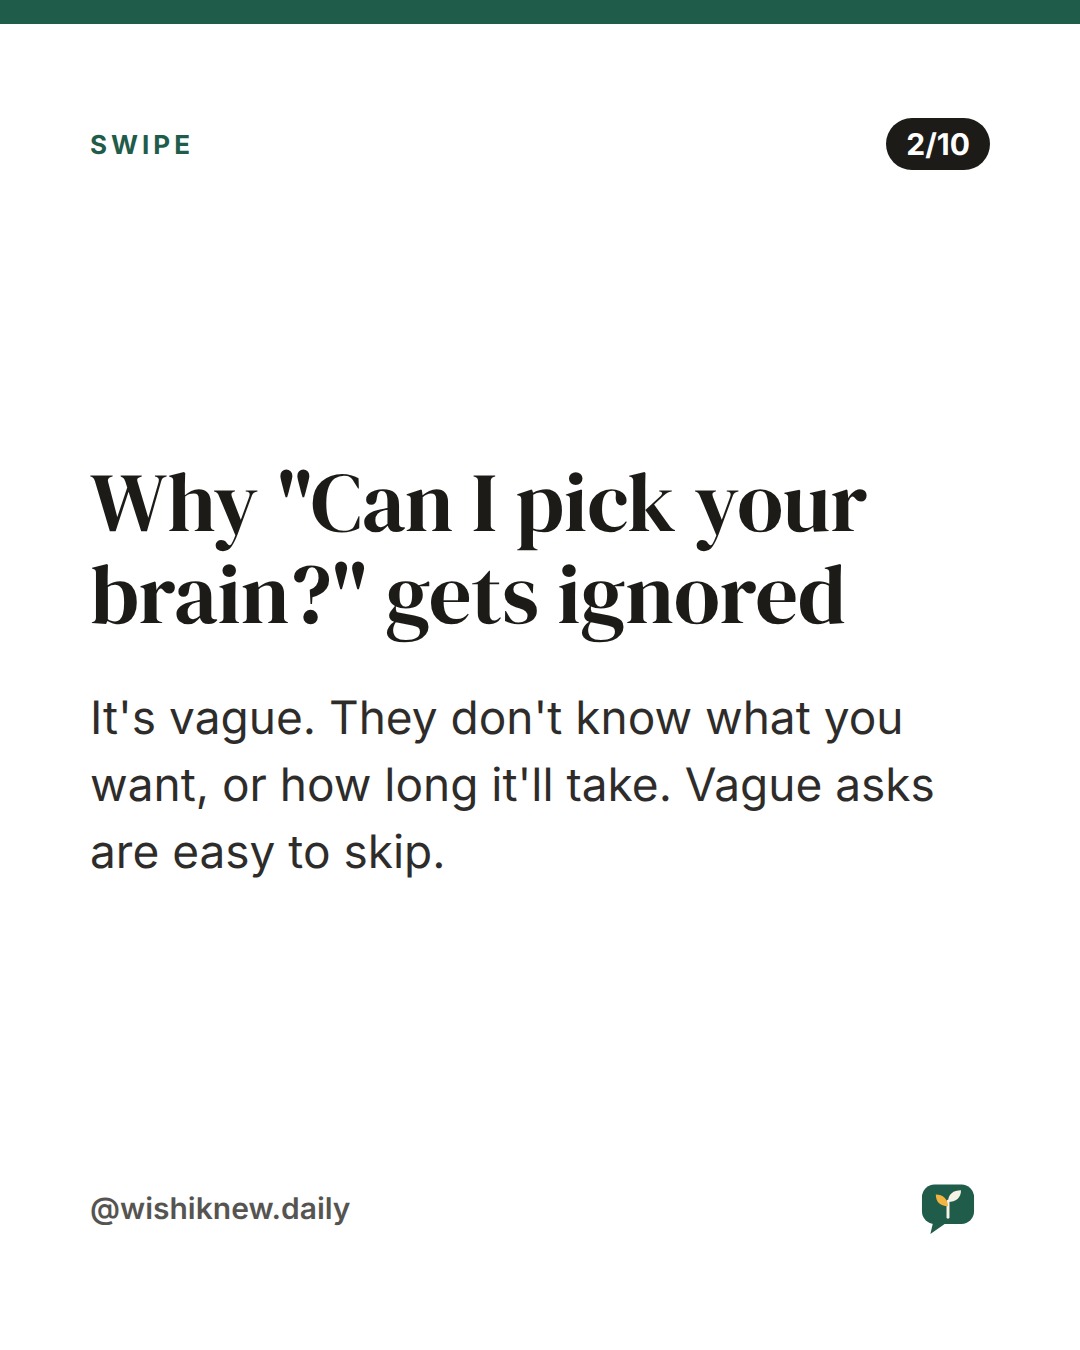 SWIPE
2/10
Why "Can I pick your
brain?" gets ignored
It's vague. They don't know what you
want, or how long it'll take. Vague asks
are easy to skip.
@wishiknew.daily